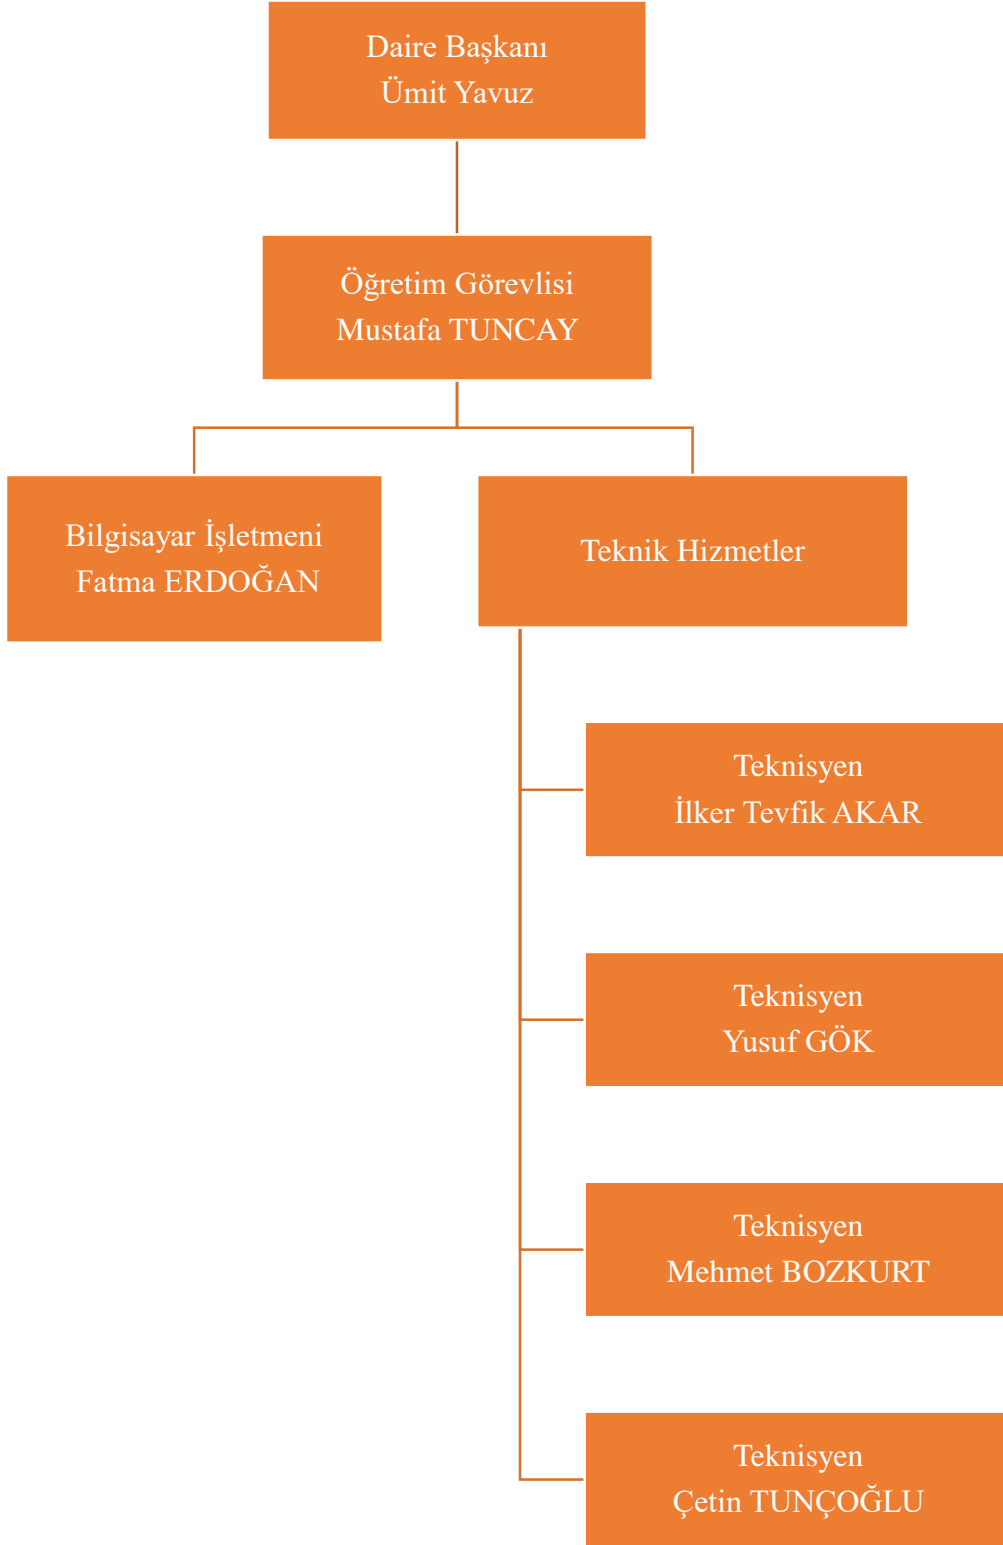 Daire Başkanı
Ümit Yavuz
Öğretim Görevlisi
Mustafa TUNCAY
Bilgisayar İşletmeni
Fatma ERDOĞAN
Teknik Hizmetler
Teknisyen
İlker Tevfik AKAR
Teknisyen
Yusuf GÖK
Teknisyen
Mehmet BOZKURT
Teknisyen
Çetin TUNÇOĞLU